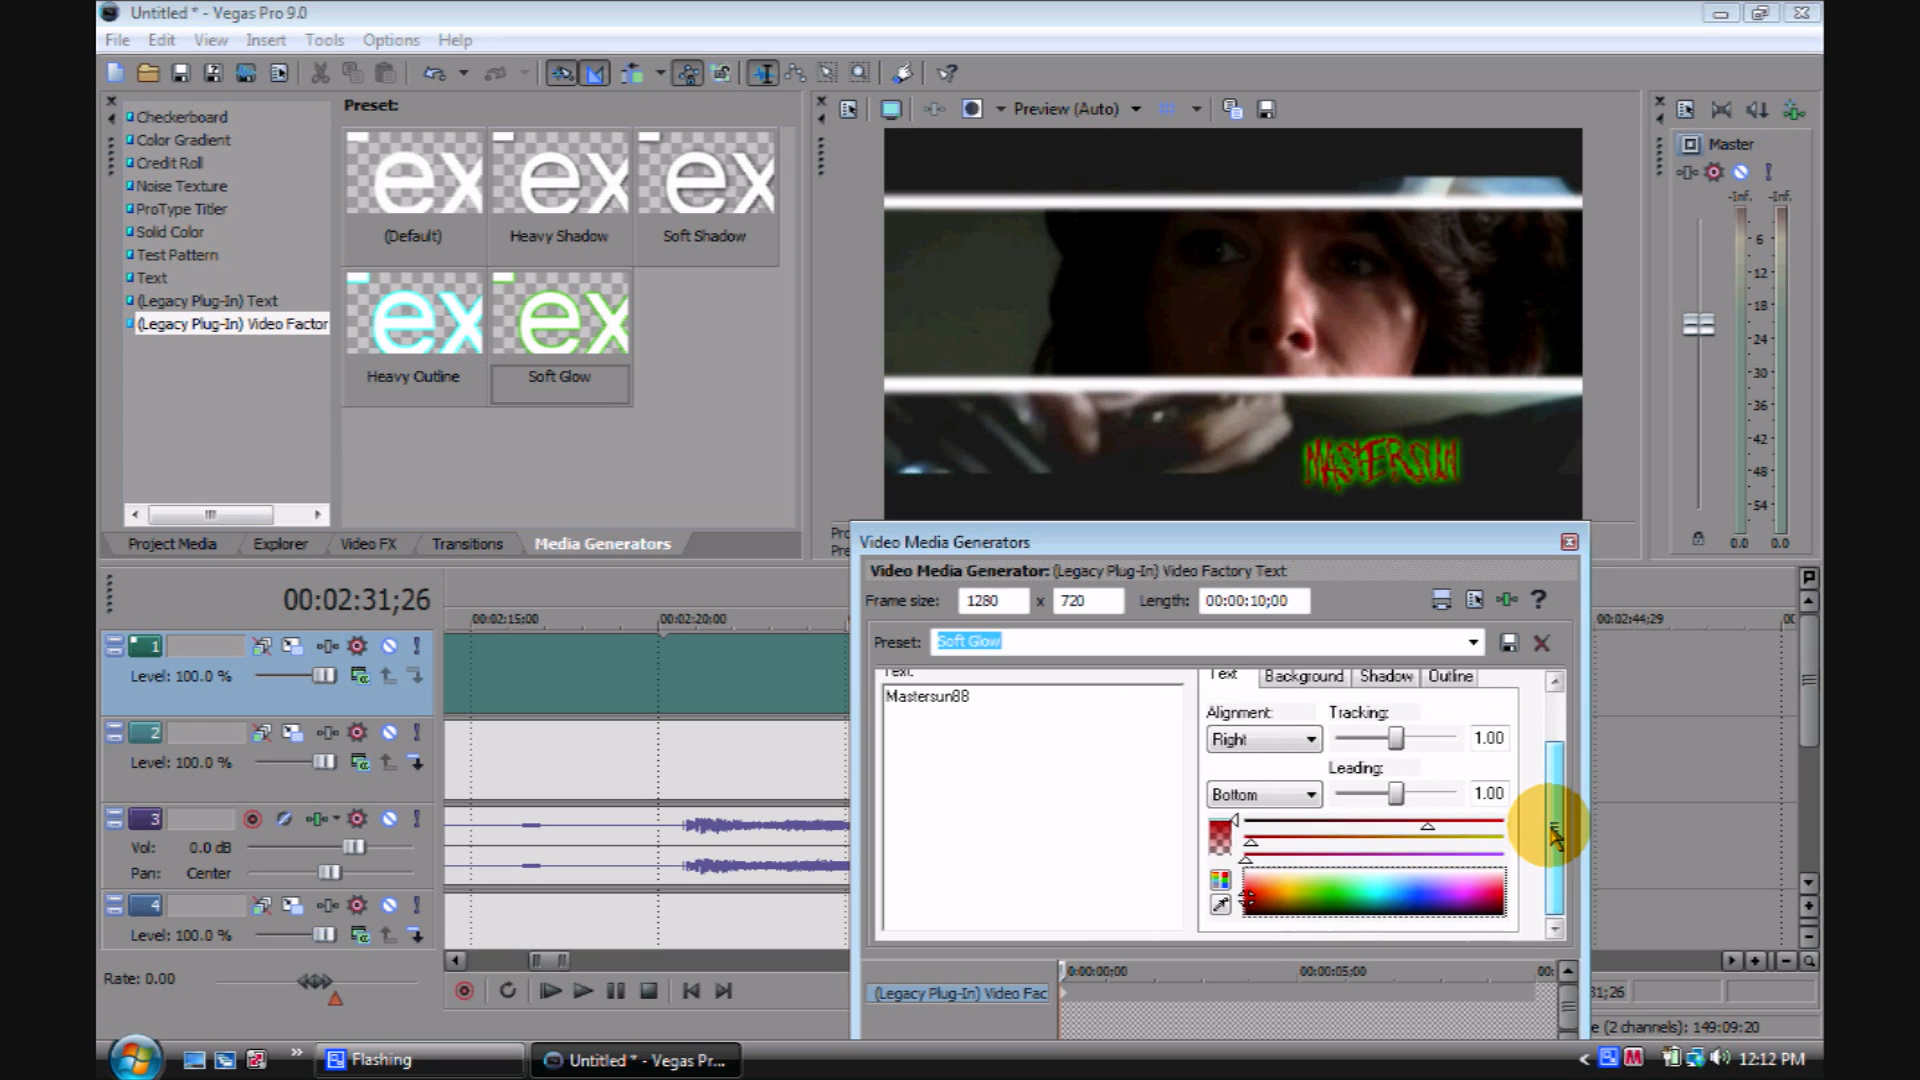 Untitled * - Vegas Pro 9.0
File Edit View Insert Tools Options Help
Checkerboard
Color Gradient
Credit Roll
Noise Texture
ProType Titler
Solid Color
Test Pattern
Text
(Legacy Plug-In) Text
(Legacy Plug-In) Video Factor
Preset:
ex ex ex
(Default) Heavy Shadow Soft Shadow
ex ex
Heavy Outline Soft Glow
Project Media Explorer Video FX Transitions Media Generators
Preview (Auto)
MASTERSUN
Master
-Inf. -Inf.
6
-12
18
-24
-30
-36
-42
-48
-54
0.0 0.0
00:02:31;26
00:02:15;00 00:02:20;00 00:02:44;29
1
Level: 100.0 %
2
Level: 100.0 %
3
Vol: 0.0 dB
Pan: Center
4
Level: 100.0 %
Rate: 0.00
Video Media Generators
Video Media Generator: (Legacy Plug-In) Video Factory Text
Frame size: 1280 x 720 Length: 00:00:10;00
Preset: Soft Glow
Text
Mastersun88
Text Background Shadow Outline
Alignment: Tracking:
Right 1.00
Leading:
Bottom 1.00
0:00:00;00 00:00:05;00 00:
(Legacy Plug-In) Video Fac
31;26
e (2 channels): 149:09:20
Flashing Untitled * - Vegas Pr... 12:12 PM